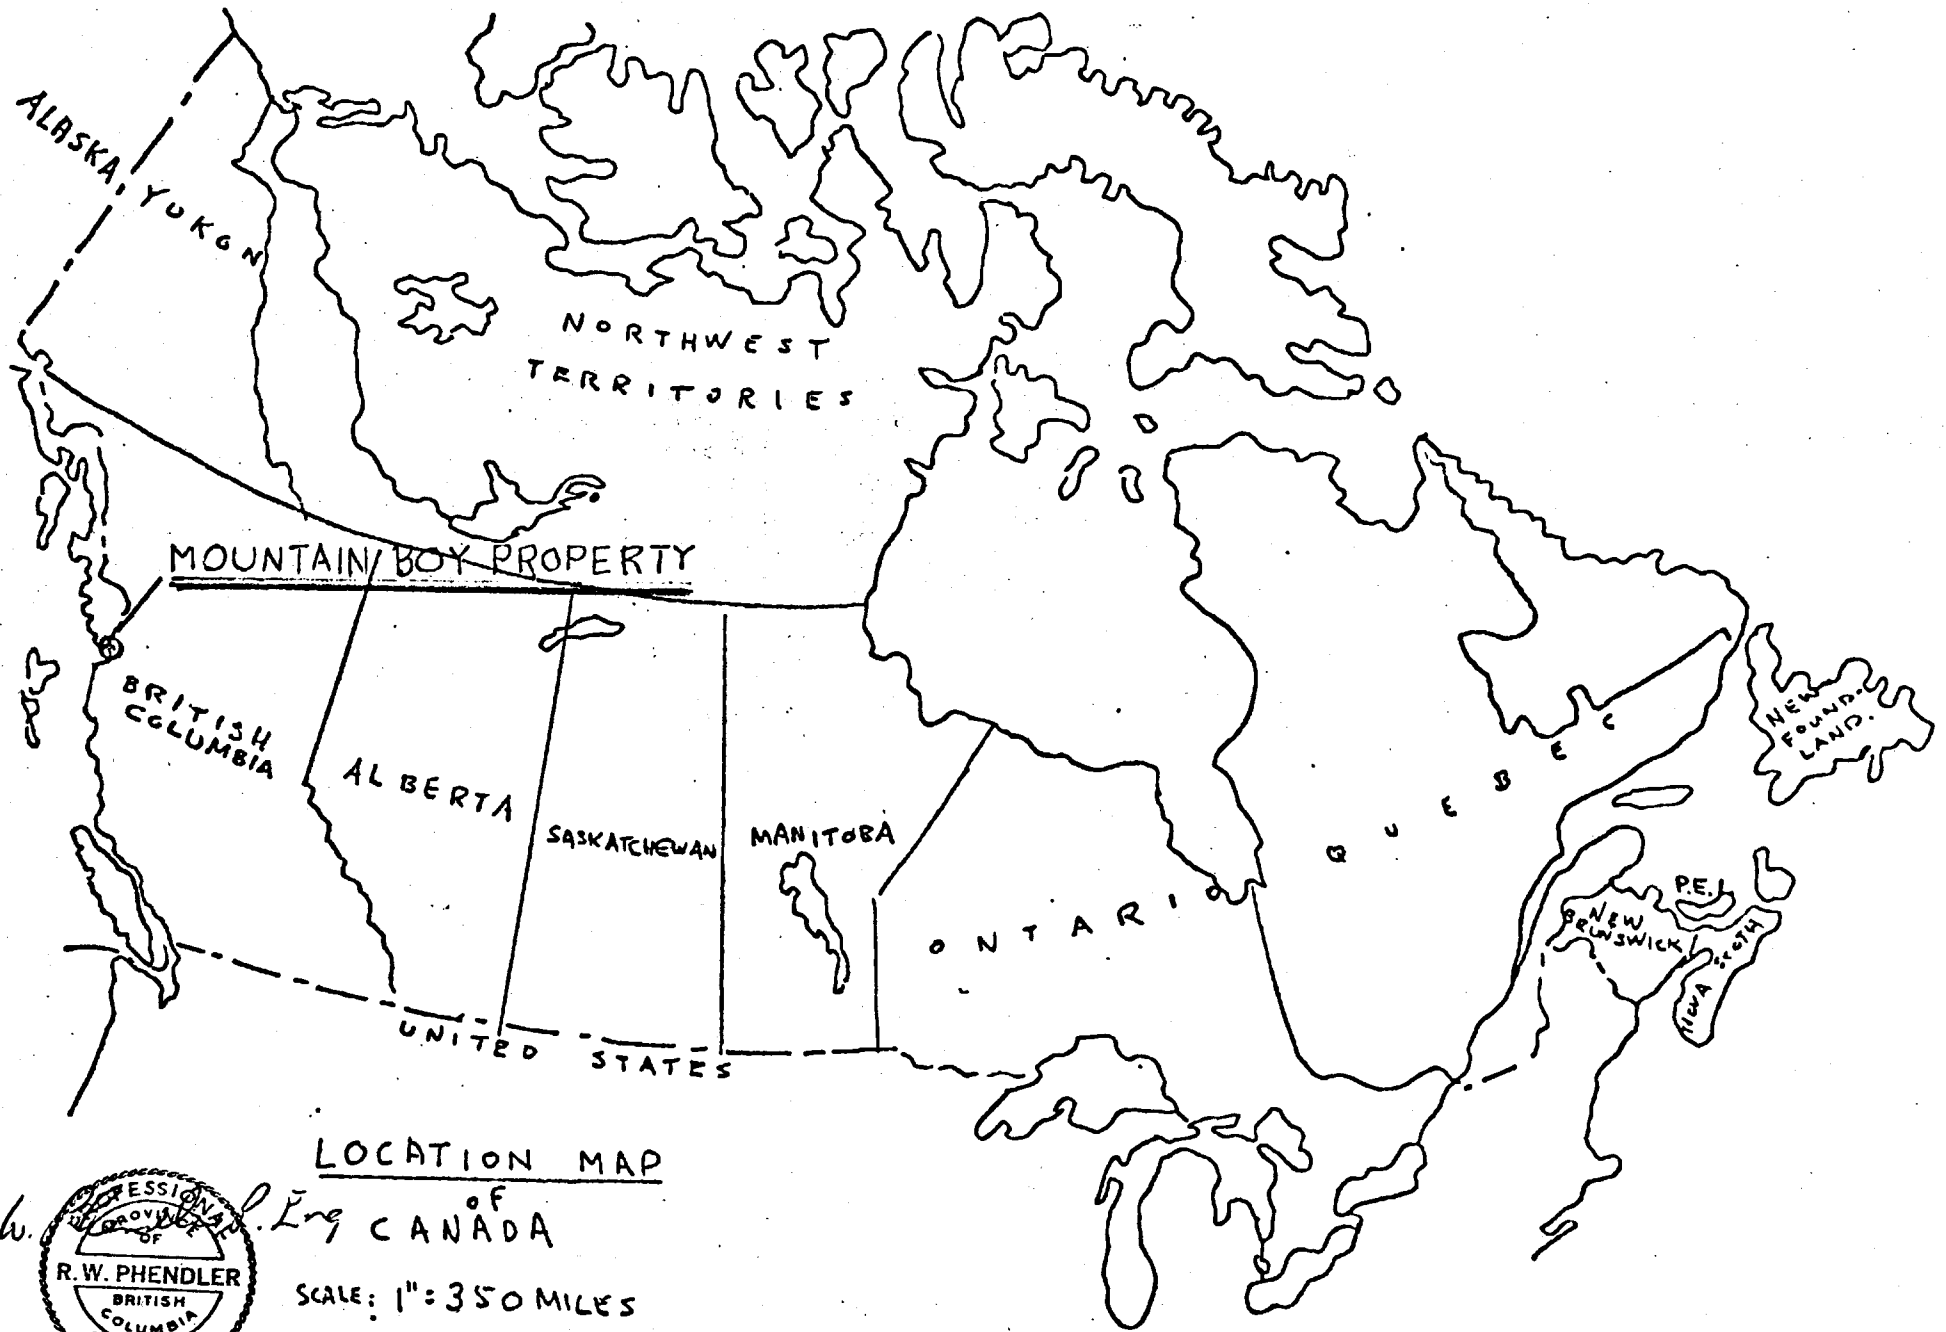 ALASKA
YUKON
NORTHWEST
TERRITORIES
MOUNTAIN BOY PROPERTY
BRITISH
COLUMBIA
ALBERTA
SASKATCHEWAN
MANITOBA
ONTARIO
QUEBEC
NEW
FOUND.
LAND.
P.E.I.
NEW
BRUNSWICK
NOVA SCOTIA
UNITED STATES
LOCATION MAP
OF
CANADA
SCALE: 1":350 MILES
P. Eng
PROFESSIONAL
PROVINCE
OF
R.W. PHENDLER
BRITISH
COLUMBIA